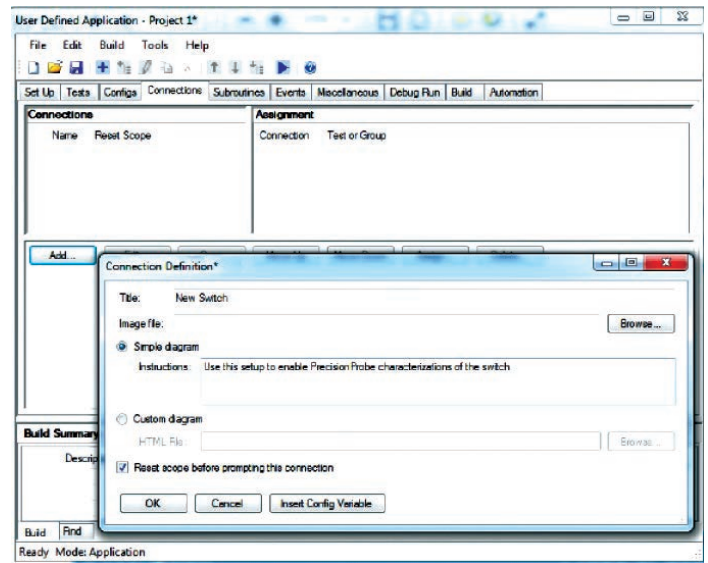 User Defined Application - Project 1*
File Edit Build Tools Help
Set Up Tests Configs Connections Subroutines Events Miscellaneous Debug Run Build Automation
Connections
Name Reset Scope
Assignment
Connection Test or Group
Add...
Connection Definition*
Title: New Switch
Image file: Browse...
Simple diagram
Instructions: Use this setup to enable Precision Probe characterizations of the switch
Custom diagram
HTML File: Browse...
Reset scope before prompting this connection
OK Cancel Insert Config Variable
Build Summary
Descrip
Build Find
Ready Mode: Application